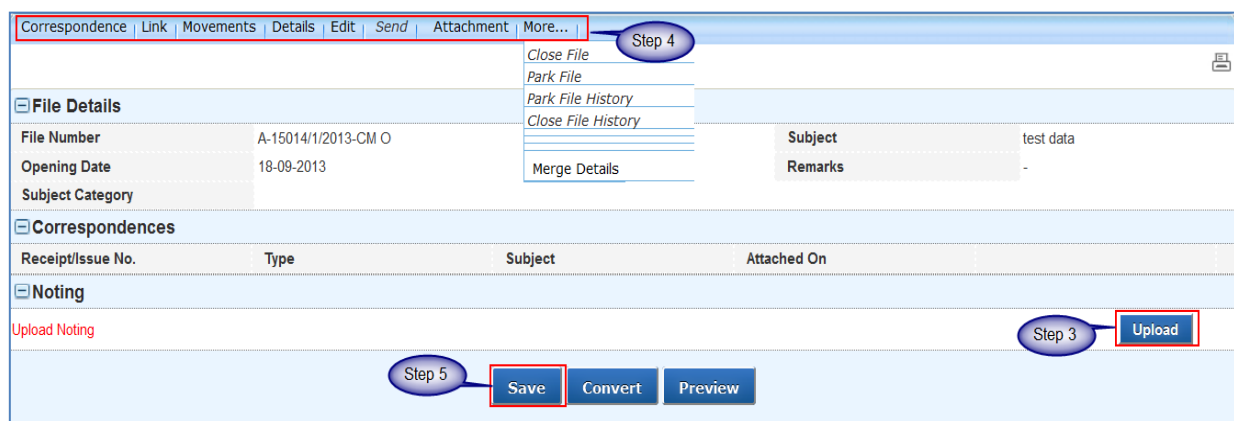 Correspondence Link Movements Details Edit Send Attachment More...
Step 4
Close File
Park File
Park File History
Close File History
Merge Details
File Details
File Number A-15014/1/2013-CM O Subject test data
Opening Date 18-09-2013 Remarks -
Subject Category
Correspondences
Receipt/Issue No. Type Subject Attached On
Noting
Upload Noting
Step 3 Upload
Step 5 Save Convert Preview